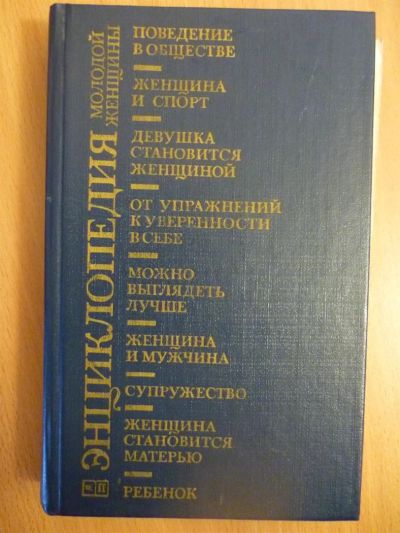 ЭНЦИКЛОПЕДИЯ
МОЛОДОЙ
ЖЕНЩИНЫ
ПОВЕДЕНИЕ
В ОБЩЕСТВЕ
ЖЕНЩИНА
И СПОРТ
ДЕВУШКА
СТАНОВИТСЯ
ЖЕНЩИНОЙ
ОТ УПРАЖНЕНИЙ
К УВЕРЕННОСТИ
В СЕБЕ
МОЖНО
ВЫГЛЯДЕТЬ
ЛУЧШЕ
ЖЕНЩИНА
И МУЖЧИНА
СУПРУЖЕСТВО
ЖЕНЩИНА
СТАНОВИТСЯ
МАТЕРЬЮ
РЕБЕНОК